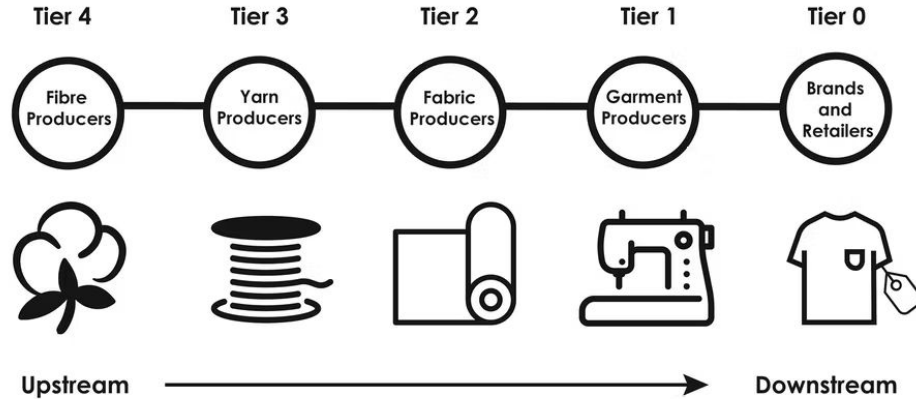 Tier 4
Tier 3
Tier 2
Tier 1
Tier 0
Fibre
Producers
Yarn
Producers
Fabric
Producers
Garment
Producers
Brands
and
Retailers
Upstream
Downstream